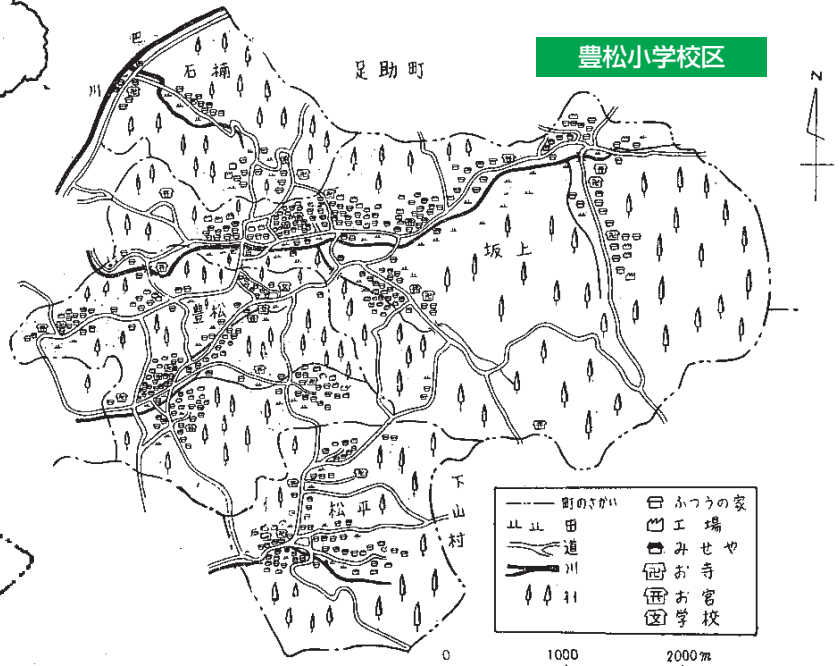 豊松小学校区
巴
川
石楠
足助町
N
坂上
豊松
松平
下山村
町のさかい
田
道
川
林
ふつうの家
工場
みせや
お寺
お宮
学校
0 1000 2000m